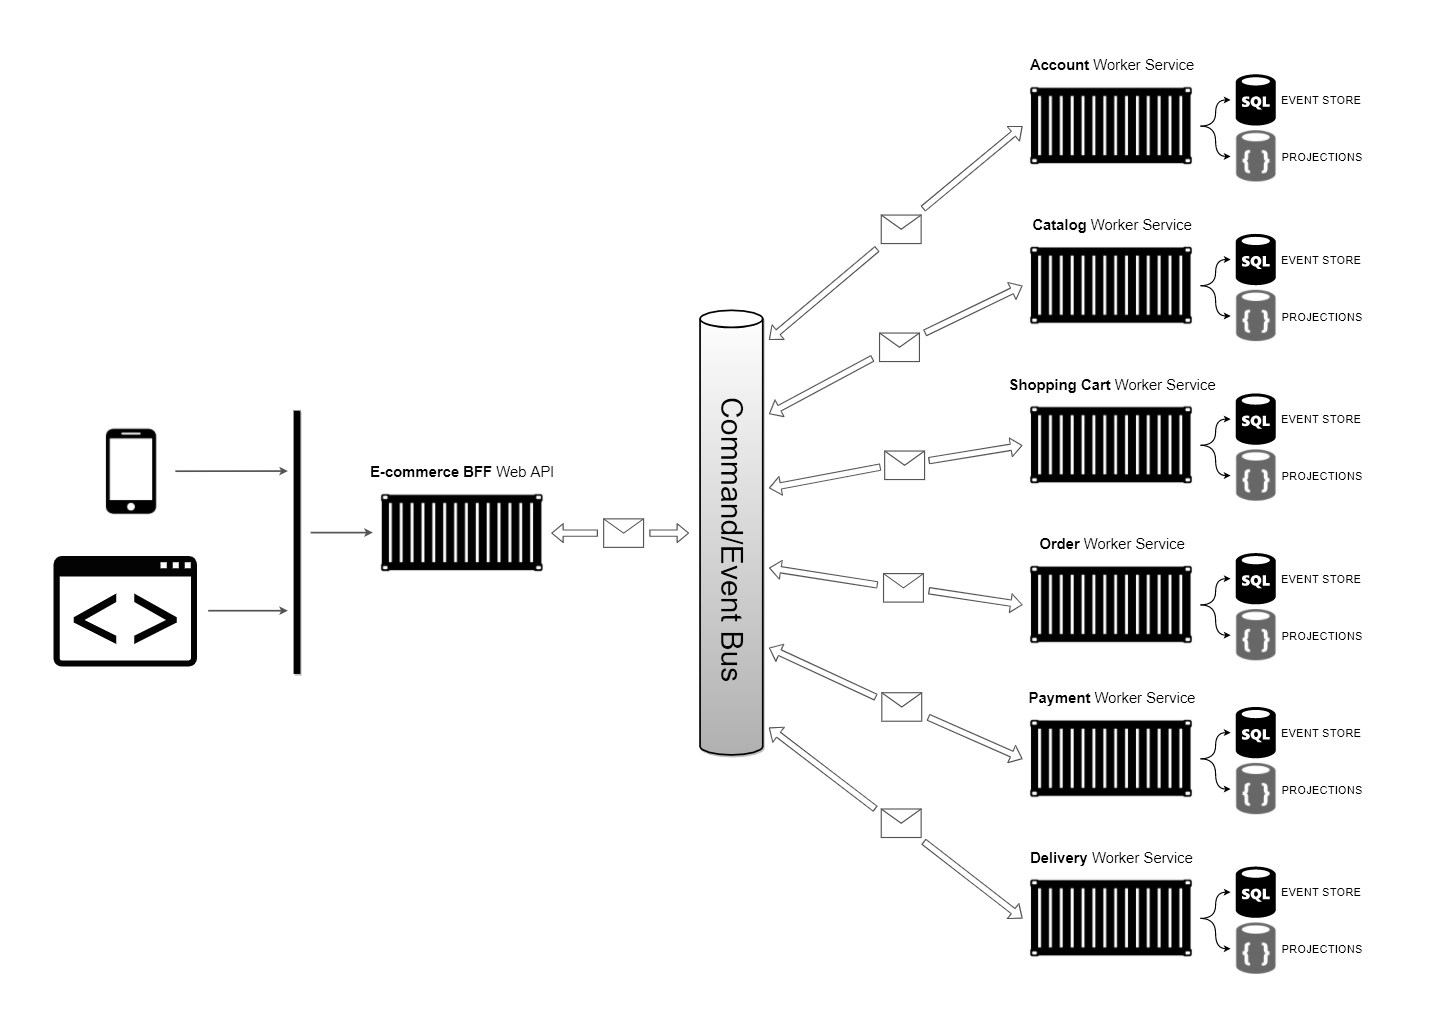 Account Worker Service
SQL EVENT STORE
{ } PROJECTIONS
Catalog Worker Service
SQL EVENT STORE
{ } PROJECTIONS
Shopping Cart Worker Service
SQL EVENT STORE
{ } PROJECTIONS
< >
E-commerce BFF Web API
Command/Event Bus
Order Worker Service
SQL EVENT STORE
{ } PROJECTIONS
Payment Worker Service
SQL EVENT STORE
{ } PROJECTIONS
Delivery Worker Service
SQL EVENT STORE
{ } PROJECTIONS